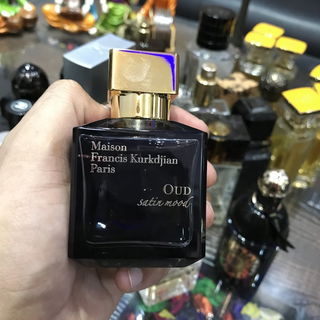 Maison
Francis Kurkdjian
Paris
OUD
satin mood